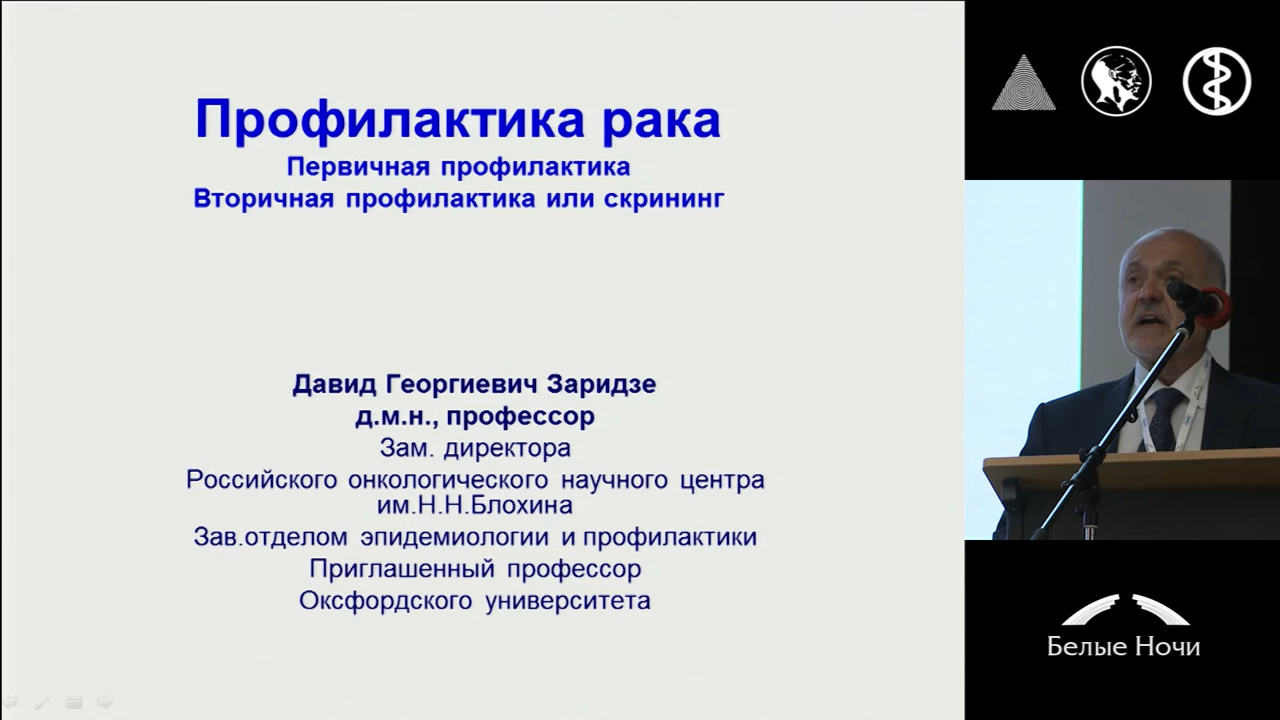 Профилактика рака
Первичная профилактика
Вторичная профилактика или скрининг
Давид Георгиевич Заридзе
д.м.н., профессор
Зам. директора
Российского онкологического научного центра
им.Н.Н.Блохина
Зав.отделом эпидемиологии и профилактики
Приглашенный профессор
Оксфордского университета
Белые Ночи